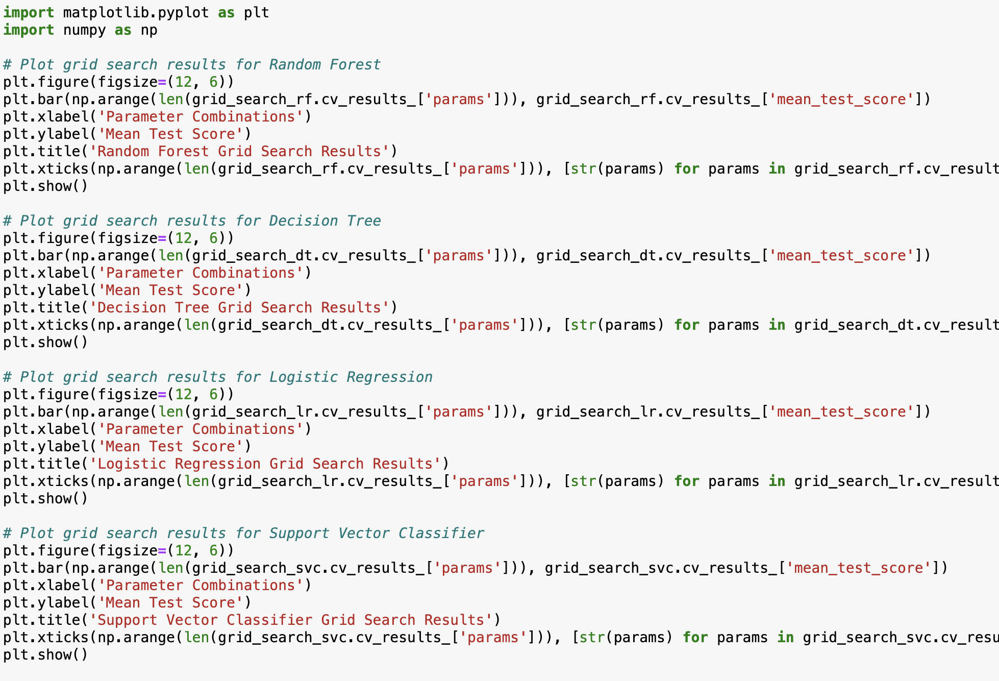 import matplotlib.pyplot as plt
import numpy as np
# Plot grid search results for Random Forest
plt.figure(figsize=(12, 6))
plt.bar(np.arange(len(grid_search_rf.cv_results_['params'])), grid_search_rf.cv_results_['mean_test_score'])
plt.xlabel('Parameter Combinations')
plt.ylabel('Mean Test Score')
plt.title('Random Forest Grid Search Results')
plt.xticks(np.arange(len(grid_search_rf.cv_results_['params'])), [str(params) for params in grid_search_rf.cv_result
plt.show()
# Plot grid search results for Decision Tree
plt.figure(figsize=(12, 6))
plt.bar(np.arange(len(grid_search_dt.cv_results_['params'])), grid_search_dt.cv_results_['mean_test_score'])
plt.xlabel('Parameter Combinations')
plt.ylabel('Mean Test Score')
plt.title('Decision Tree Grid Search Results')
plt.xticks(np.arange(len(grid_search_dt.cv_results_['params'])), [str(params) for params in grid_search_dt.cv_result
plt.show()
# Plot grid search results for Logistic Regression
plt.figure(figsize=(12, 6))
plt.bar(np.arange(len(grid_search_lr.cv_results_['params'])), grid_search_lr.cv_results_['mean_test_score'])
plt.xlabel('Parameter Combinations')
plt.ylabel('Mean Test Score')
plt.title('Logistic Regression Grid Search Results')
plt.xticks(np.arange(len(grid_search_lr.cv_results_['params'])), [str(params) for params in grid_search_lr.cv_result
plt.show()
# Plot grid search results for Support Vector Classifier
plt.figure(figsize=(12, 6))
plt.bar(np.arange(len(grid_search_svc.cv_results_['params'])), grid_search_svc.cv_results_['mean_test_score'])
plt.xlabel('Parameter Combinations')
plt.ylabel('Mean Test Score')
plt.title('Support Vector Classifier Grid Search Results')
plt.xticks(np.arange(len(grid_search_svc.cv_results_['params'])), [str(params) for params in grid_search_svc.cv_resu
plt.show()